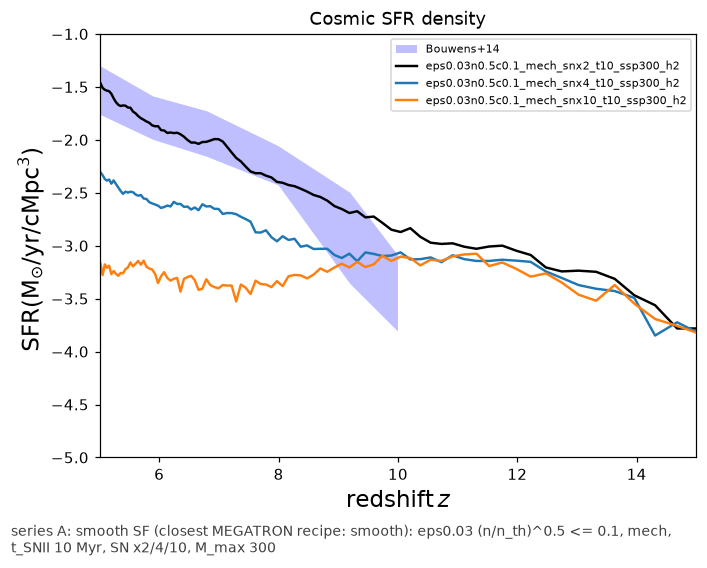 Cosmic SFR density
Bouwens+14
eps0.03n0.5c0.1_mech_snx2_t10_ssp300_h2
eps0.03n0.5c0.1_mech_snx4_t10_ssp300_h2
eps0.03n0.5c0.1_mech_snx10_t10_ssp300_h2
SFR(M⊙/yr/cMpc³)
−1.0
−1.5
−2.0
−2.5
−3.0
−3.5
−4.0
−4.5
−5.0
6 8 10 12 14
redshift z
series A: smooth SF (closest MEGATRON recipe: smooth): eps0.03 (n/n_th)^0.5 <= 0.1, mech,
t_SNII 10 Myr, SN x2/4/10, M_max 300